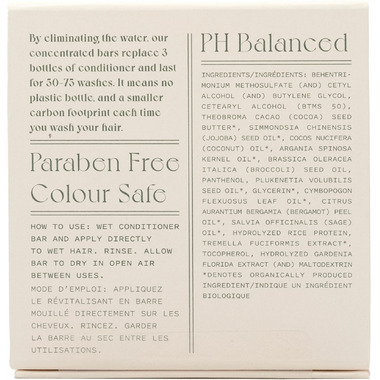 By eliminating the water, our
concentrated bars replace 3
bottles of conditioner and last
for 50-75 washes. It means no
plastic bottle, and a smaller
carbon footprint each time
you wash your hair.
Paraben Free
Colour Safe
HOW TO USE: WET CONDITIONER
BAR AND APPLY DIRECTLY
TO WET HAIR. RINSE. ALLOW
BAR TO DRY IN OPEN AIR
BETWEEN USES.
MODE D'EMPLOI: APPLIQUEZ
LE RÉVITALISANT EN BARRE
MOUILLÉ DIRECTEMENT SUR LES
CHEVEUX. RINCEZ. GARDER
LA BARRE AU SEC ENTRE LES
UTILISATIONS.
PH Balanced
INGREDIENTS/INGRÉDIENTS: BEHENTRI-
MONIUM METHOSULFATE (AND) CETYL
ALCOHOL (AND) BUTYLENE GLYCOL,
CETEARYL ALCOHOL (BTMS 50),
THEOBROMA CACAO (COCOA) SEED
BUTTER*, SIMMONDSIA CHINENSIS
(JOJOBA) SEED OIL*, COCOS NUCIFERA
(COCONUT) OIL*, ARGANIA SPINOSA
KERNEL OIL*, BRASSICA OLERACEA
ITALICA (BROCCOLI) SEED OIL,
PANTHENOL, PLUKENETIA VOLUBILIS
SEED OIL*, GLYCERIN*, CYMBOPOGON
FLEXUOSUS LEAF OIL*, CITRUS
AURANTIUM BERGAMIA (BERGAMOT) PEEL
OIL*, SALVIA OFFICINALIS (SAGE)
OIL*, HYDROLYZED RICE PROTEIN,
TREMELLA FUCIFORMIS EXTRACT*,
TOCOPHEROL, HYDROLYZED GARDENIA
FLORIDA EXTRACT (AND) MALTODEXTRIN
*DENOTES ORGANICALLY PRODUCED
INGREDIENT/INDIQUE UN INGRÉDIENT
BIOLOGIQUE